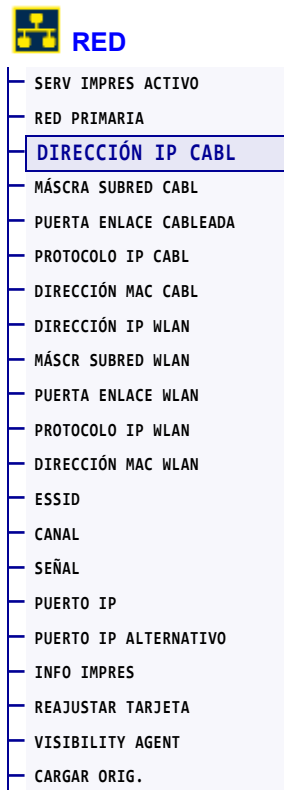 RED
SERV IMPRES ACTIVO
RED PRIMARIA
DIRECCIÓN IP CABL
MÁSCRA SUBRED CABL
PUERTA ENLACE CABLEADA
PROTOCOLO IP CABL
DIRECCIÓN MAC CABL
DIRECCIÓN IP WLAN
MÁSCR SUBRED WLAN
PUERTA ENLACE WLAN
PROTOCOLO IP WLAN
DIRECCIÓN MAC WLAN
ESSID
CANAL
SEÑAL
PUERTO IP
PUERTO IP ALTERNATIVO
INFO IMPRES
REAJUSTAR TARJETA
VISIBILITY AGENT
CARGAR ORIG.